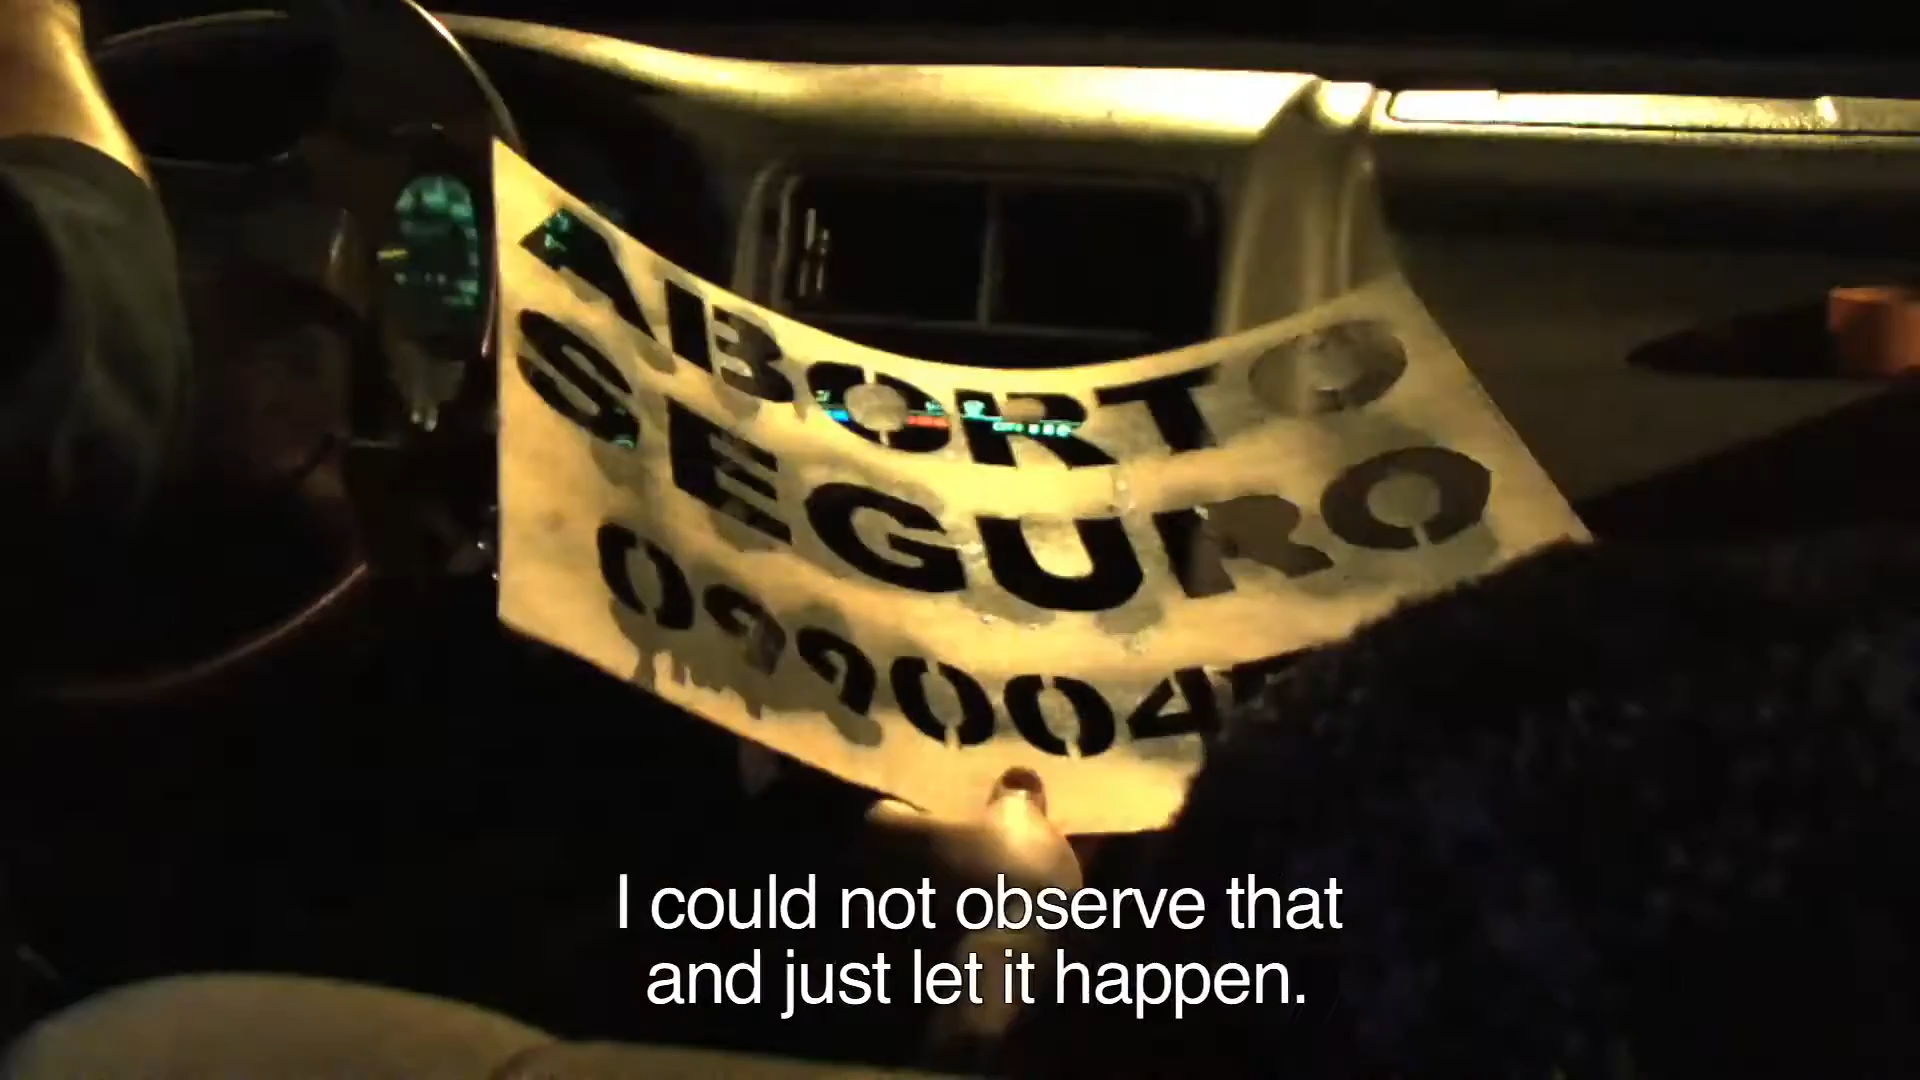 ABORTO
SEGURO
099004
I could not observe that
and just let it happen.